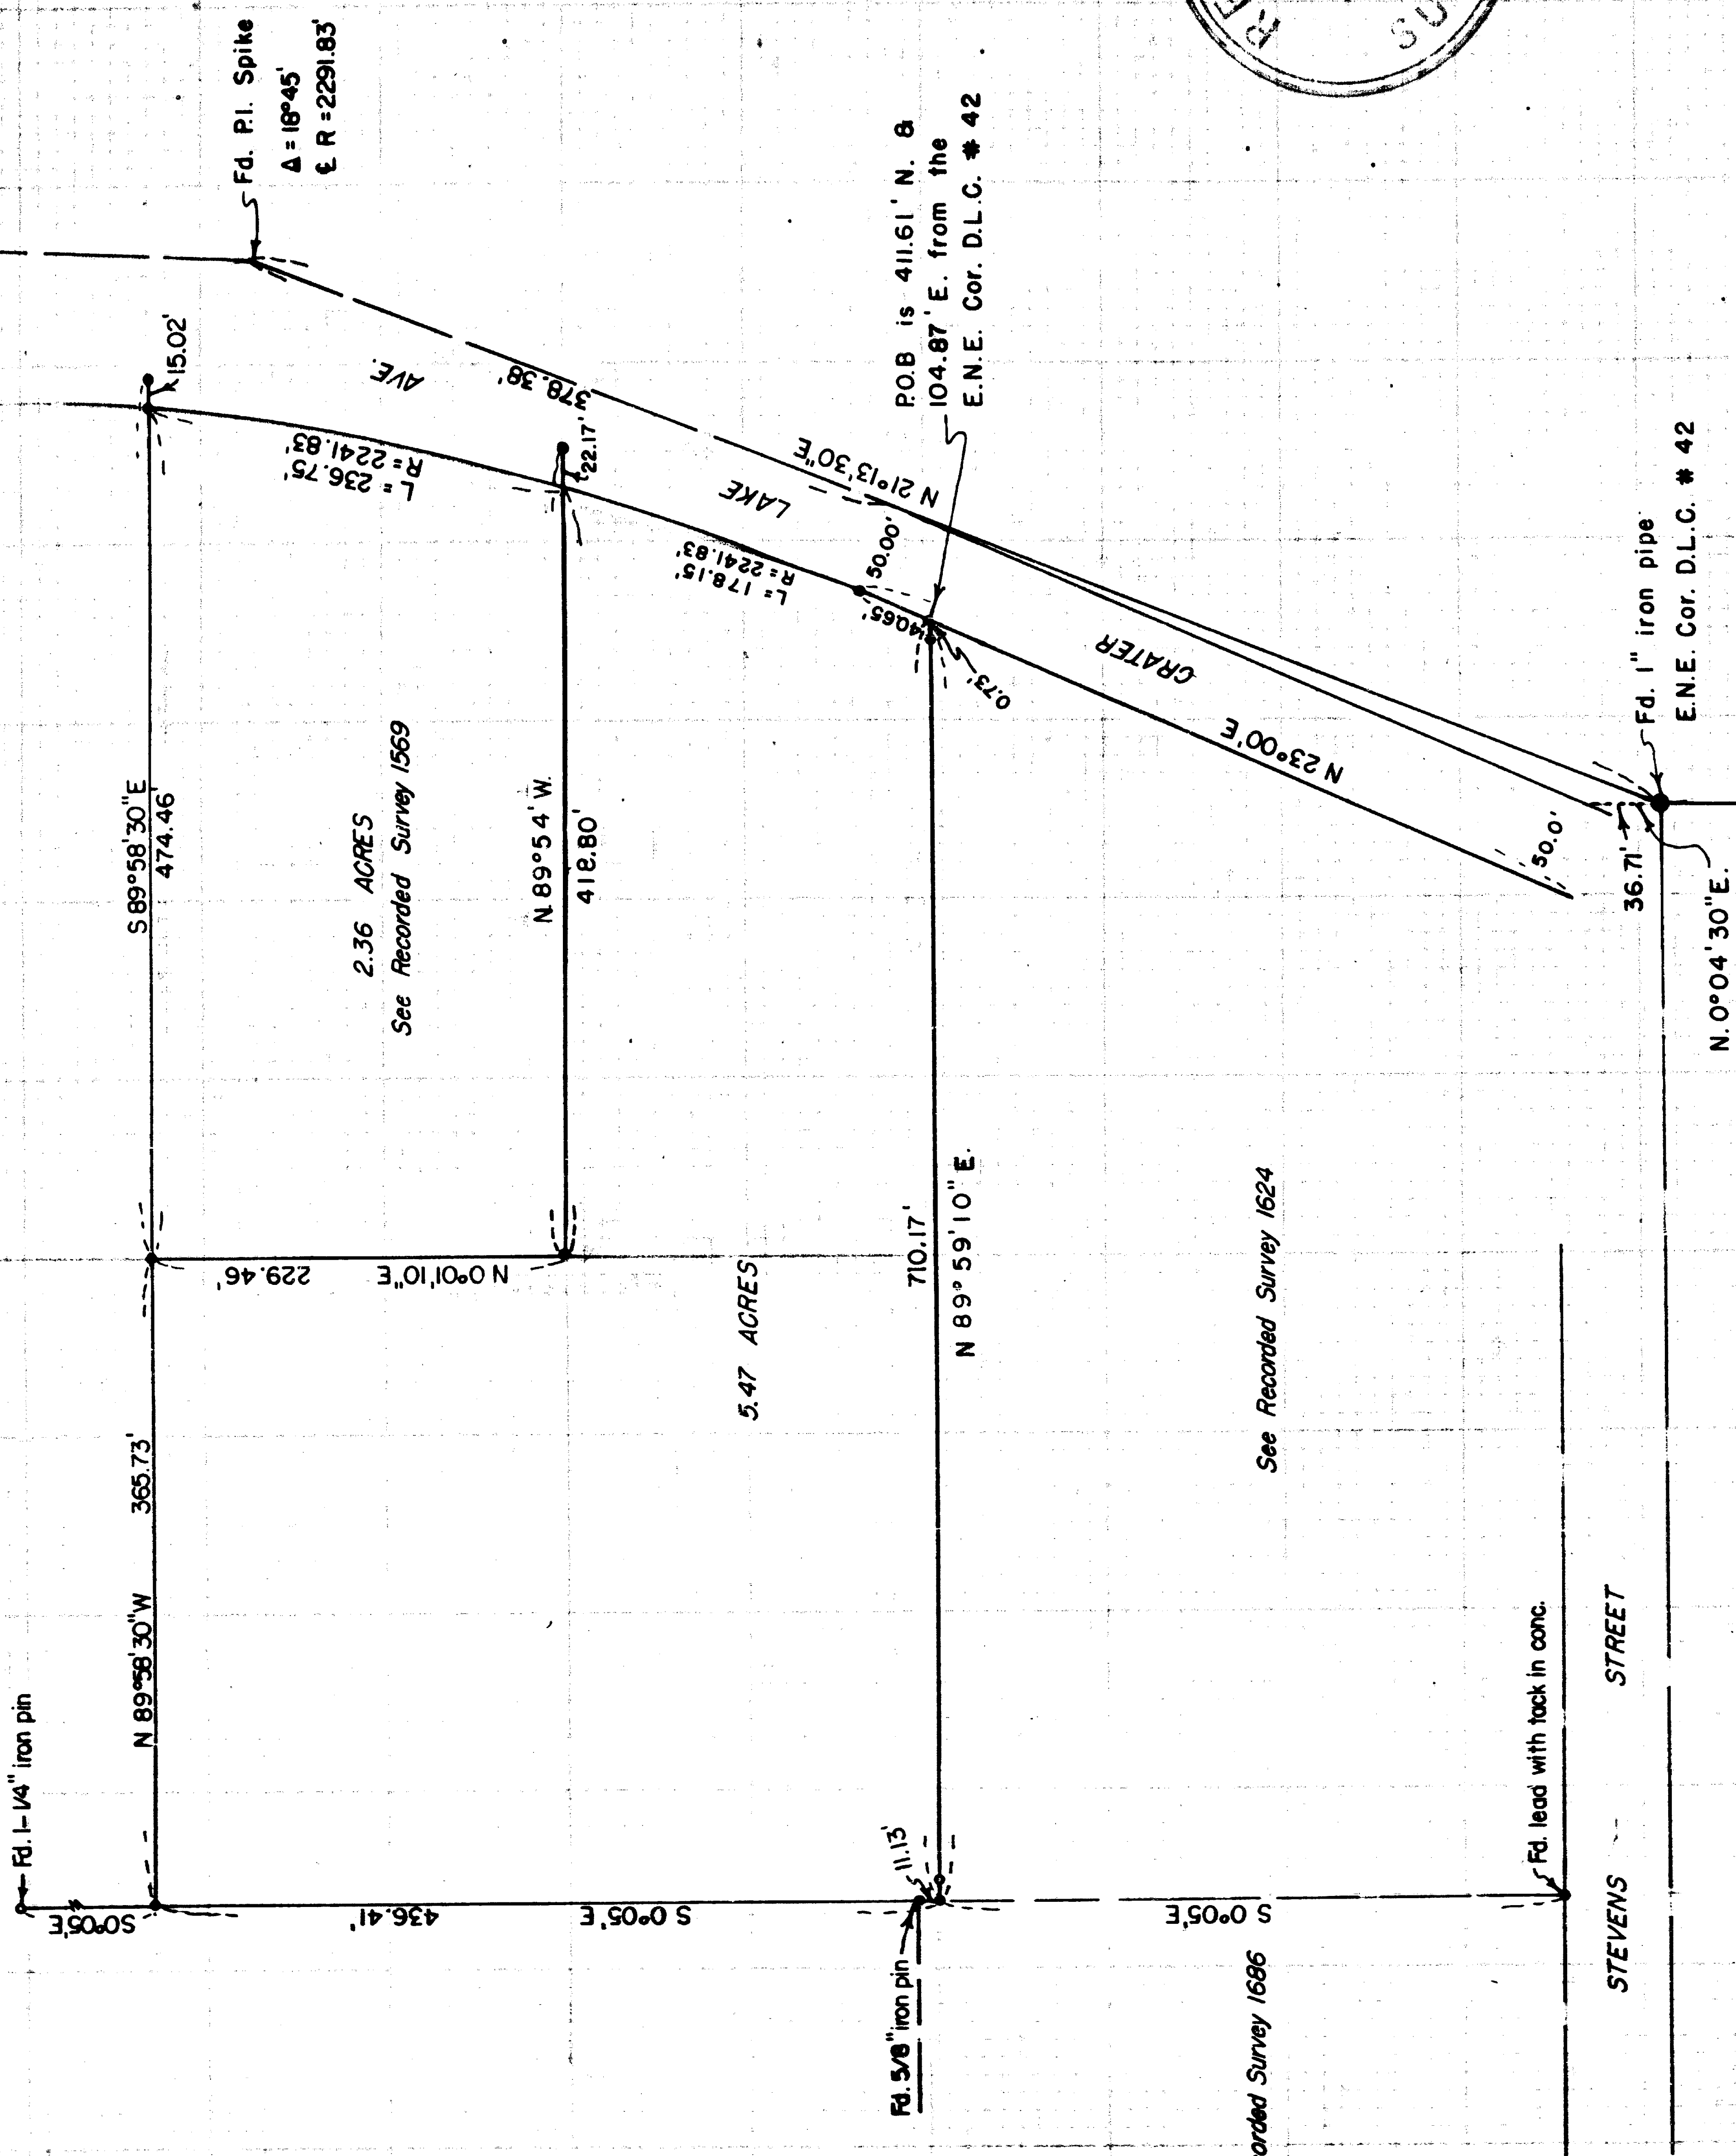 Fd. 1-1/4" iron pin
S0°05'E
N 89°58'30"W 365.73'
S 89°58'30"E
474.46'
15.02'
Fd. P.I. Spike
Δ = 18°45'
℄ R = 2291.83'
436.41'
S 0°05'E
229.46'
N 0°01'10"E
2.36 ACRES
See Recorded Survey 1569
L = 236.75'
R = 2241.83'
AVE.
378.38'
N 89°54' W.
418.80'
22.17'
LAKE
N 21°13'30"E
L = 178.15'
R = 2241.83'
50.00'
40.65'
0.73'
P.O.B is 411.61' N. &
104.87' E. from the
E.N.E. Cor. D.L.C. # 42
5.47 ACRES
710.17'
N 89°59'10" E.
11.13'
Fd. 5/8" iron pin
CRATER
N 23°00'E
S 0°05'E
See Recorded Survey 1624
orded Survey 1686
Fd. lead with tack in conc.
STEVENS STREET
50.0'
36.71'
N. 0°04'30"E.
Fd. 1" iron pipe
E.N.E. Cor. D.L.C. # 42
RE
SU